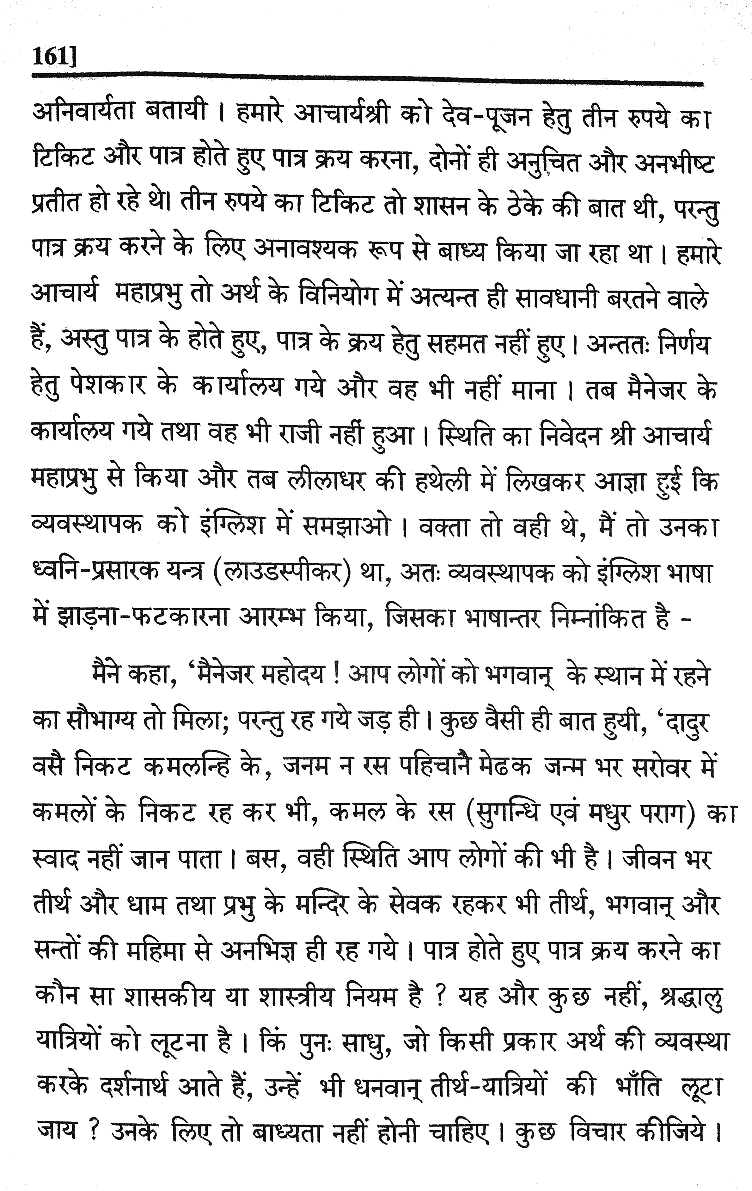 161]
अनिवार्यता बतायी । हमारे आचार्यश्री को देव-पूजन हेतु तीन रुपये का
टिकिट और पात्र होते हुए पात्र क्रय करना, दोनों ही अनुचित और अनभीष्ट
प्रतीत हो रहे थे। तीन रुपये का टिकिट तो शासन के ठेके की बात थी, परन्तु
पात्र क्रय करने के लिए अनावश्यक रूप से बाध्य किया जा रहा था । हमारे
आचार्य महाप्रभु तो अर्थ के विनियोग में अत्यन्त ही सावधानी बरतने वाले
हैं, अस्तु पात्र के होते हुए, पात्र के क्रय हेतु सहमत नहीं हुए । अन्ततः निर्णय
हेतु पेशकार के कार्यालय गये और वह भी नहीं माना । तब मैनेजर के
कार्यालय गये तथा वह भी राजी नहीं हुआ । स्थिति का निवेदन श्री आचार्य
महाप्रभु से किया और तब लीलाधर की हथेली में लिखकर आज्ञा हुई कि
व्यवस्थापक को इंग्लिश में समझाओ । वक्ता तो वही थे, मैं तो उनका
ध्वनि-प्रसारक यन्त्र (लाउडस्पीकर) था, अतः व्यवस्थापक को इंग्लिश भाषा
में झाड़ना-फटकारना आरम्भ किया, जिसका भाषान्तर निम्नांकित है -
मैने कहा, 'मैनेजर महोदय ! आप लोगों को भगवान् के स्थान में रहने
का सौभाग्य तो मिला; परन्तु रह गये जड़ ही । कुछ वैसी ही बात हुयी, 'दादुर
वसै निकट कमलन्हि के, जनम न रस पहिचानै मेढक जन्म भर सरोवर में
कमलों के निकट रह कर भी, कमल के रस (सुगन्धि एवं मधुर पराग) का
स्वाद नहीं जान पाता । बस, वही स्थिति आप लोगों की भी है । जीवन भर
तीर्थ और धाम तथा प्रभु के मन्दिर के सेवक रहकर भी तीर्थ, भगवान् और
सन्तों की महिमा से अनभिज्ञ ही रह गये । पात्र होते हुए पात्र क्रय करने का
कौन सा शासकीय या शास्त्रीय नियम है ? यह और कुछ नहीं, श्रद्धालु
यात्रियों को लूटना है । किं पुनः साधु, जो किसी प्रकार अर्थ की व्यवस्था
करके दर्शनार्थ आते हैं, उन्हें भी धनवान् तीर्थ-यात्रियों की भाँति लूटा
जाय ? उनके लिए तो बाध्यता नहीं होनी चाहिए । कुछ विचार कीजिये ।